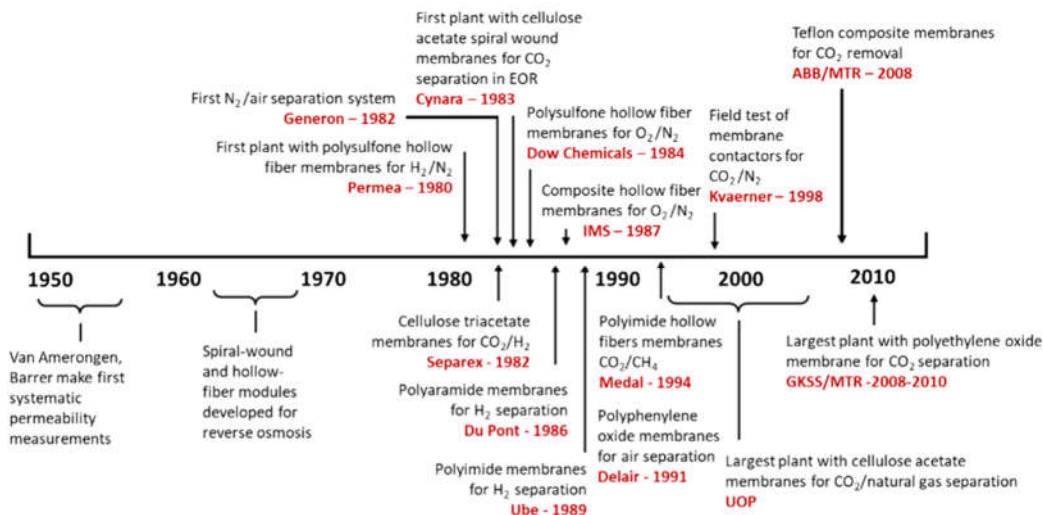 First plant with cellulose
acetate spiral wound
membranes for CO₂
separation in EOR
Cynara – 1983
Teflon composite membranes
for CO₂ removal
ABB/MTR – 2008
First N₂/air separation system
Generon – 1982
Polysulfone hollow fiber
membranes for O₂/N₂
Dow Chemicals – 1984
Field test of
membrane
contactors for
CO₂/N₂
Kvaerner – 1998
First plant with polysulfone hollow
fiber membranes for H₂/N₂
Permea – 1980
Composite hollow fiber
membranes for O₂/N₂
IMS – 1987
1950 1960 1970 1980 1990 2000 2010
Van Amerongen,
Barrer make first
systematic
permeability
measurements
Spiral-wound
and hollow-
fiber modules
developed for
reverse osmosis
Cellulose triacetate
membranes for CO₂/H₂
Separex - 1982
Polyaramide membranes
for H₂ separation
Du Pont - 1986
Polyimide membranes
for H₂ separation
Ube - 1989
Polyimide hollow
fibers membranes
CO₂/CH₄
Medal - 1994
Polyphenylene
oxide membranes
for air separation
Delair - 1991
Largest plant with polyethylene oxide
membrane for CO₂ separation
GKSS/MTR -2008-2010
Largest plant with cellulose acetate
membranes for CO₂/natural gas separation
UOP